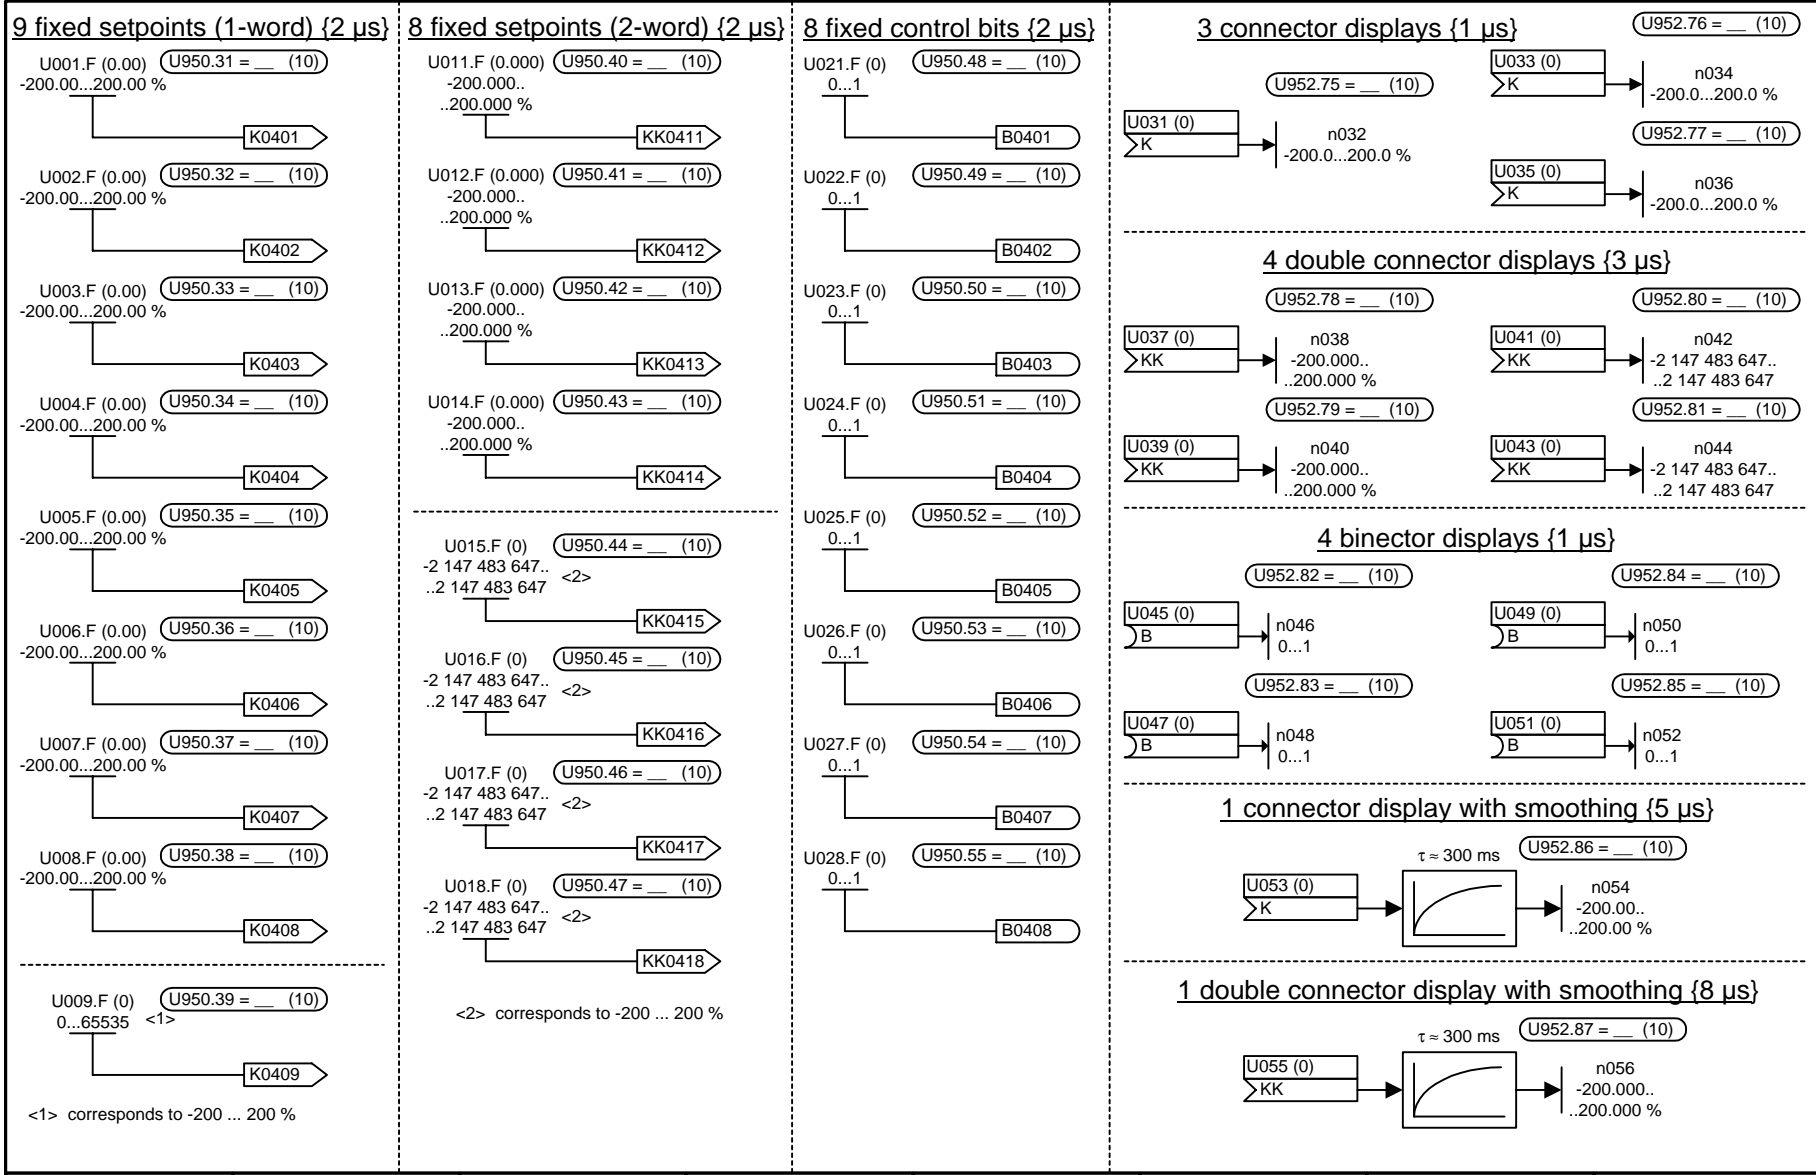 9 fixed setpoints (1-word) {2 µs}
U001.F (0.00) U950.31 = __ (10)
-200.00...200.00 %
K0401
U002.F (0.00) U950.32 = __ (10)
-200.00...200.00 %
K0402
U003.F (0.00) U950.33 = __ (10)
-200.00...200.00 %
K0403
U004.F (0.00) U950.34 = __ (10)
-200.00...200.00 %
K0404
U005.F (0.00) U950.35 = __ (10)
-200.00...200.00 %
K0405
U006.F (0.00) U950.36 = __ (10)
-200.00...200.00 %
K0406
U007.F (0.00) U950.37 = __ (10)
-200.00...200.00 %
K0407
U008.F (0.00) U950.38 = __ (10)
-200.00...200.00 %
K0408
U009.F (0) U950.39 = __ (10)
0...65535 <1>
K0409
<1> corresponds to -200 ... 200 %
8 fixed setpoints (2-word) {2 µs}
U011.F (0.000) U950.40 = __ (10)
-200.000..
..200.000 %
KK0411
U012.F (0.000) U950.41 = __ (10)
-200.000..
..200.000 %
KK0412
U013.F (0.000) U950.42 = __ (10)
-200.000..
..200.000 %
KK0413
U014.F (0.000) U950.43 = __ (10)
-200.000..
..200.000 %
KK0414
U015.F (0) U950.44 = __ (10)
-2 147 483 647.. <2>
..2 147 483 647
KK0415
U016.F (0) U950.45 = __ (10)
-2 147 483 647.. <2>
..2 147 483 647
KK0416
U017.F (0) U950.46 = __ (10)
-2 147 483 647.. <2>
..2 147 483 647
KK0417
U018.F (0) U950.47 = __ (10)
-2 147 483 647.. <2>
..2 147 483 647
KK0418
<2> corresponds to -200 ... 200 %
8 fixed control bits {2 µs}
U021.F (0) U950.48 = __ (10)
0...1
B0401
U022.F (0) U950.49 = __ (10)
0...1
B0402
U023.F (0) U950.50 = __ (10)
0...1
B0403
U024.F (0) U950.51 = __ (10)
0...1
B0404
U025.F (0) U950.52 = __ (10)
0...1
B0405
U026.F (0) U950.53 = __ (10)
0...1
B0406
U027.F (0) U950.54 = __ (10)
0...1
B0407
U028.F (0) U950.55 = __ (10)
0...1
B0408
3 connector displays {1 µs}
U952.75 = __ (10)
U031 (0)
K
n032
-200.0...200.0 %
U952.76 = __ (10)
U033 (0)
K
n034
-200.0...200.0 %
U952.77 = __ (10)
U035 (0)
K
n036
-200.0...200.0 %
4 double connector displays {3 µs}
U952.78 = __ (10)
U037 (0)
KK
n038
-200.000..
..200.000 %
U952.80 = __ (10)
U041 (0)
KK
n042
-2 147 483 647..
..2 147 483 647
U952.79 = __ (10)
U039 (0)
KK
n040
-200.000..
..200.000 %
U952.81 = __ (10)
U043 (0)
KK
n044
-2 147 483 647..
..2 147 483 647
4 binector displays {1 µs}
U952.82 = __ (10)
U045 (0)
B
n046
0...1
U952.84 = __ (10)
U049 (0)
B
n050
0...1
U952.83 = __ (10)
U047 (0)
B
n048
0...1
U952.85 = __ (10)
U051 (0)
B
n052
0...1
1 connector display with smoothing {5 µs}
τ ≈ 300 ms U952.86 = __ (10)
U053 (0)
K
n054
-200.00..
..200.00 %
1 double connector display with smoothing {8 µs}
τ ≈ 300 ms U952.87 = __ (10)
U055 (0)
KK
n056
-200.000..
..200.000 %